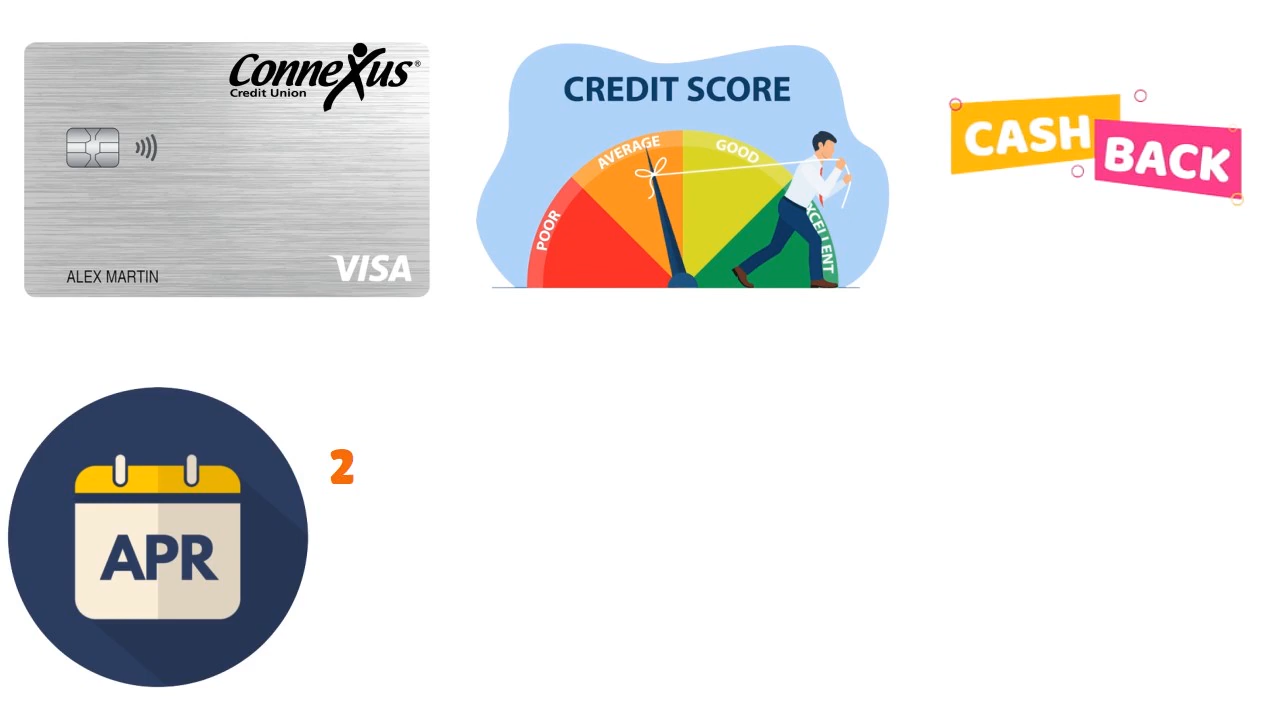 ConneXus®
Credit Union
ALEX MARTIN
VISA
CREDIT SCORE
POOR
AVERAGE
GOOD
CASH
BACK
APR
2